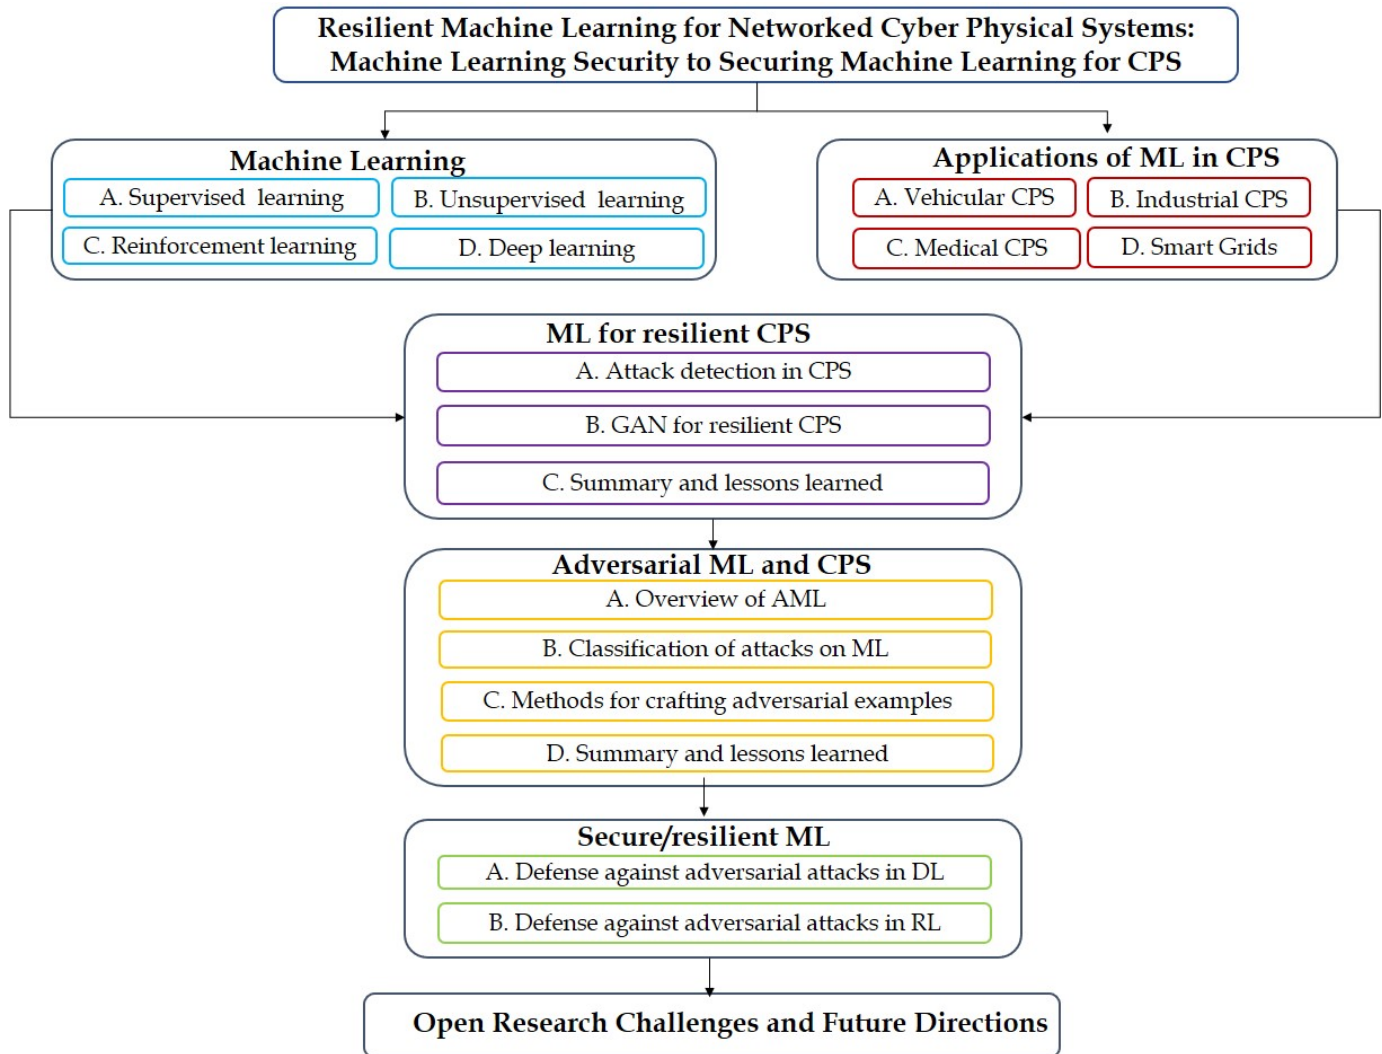 Resilient Machine Learning for Networked Cyber Physical Systems:
Machine Learning Security to Securing Machine Learning for CPS
Machine Learning
A. Supervised learning
B. Unsupervised learning
C. Reinforcement learning
D. Deep learning
Applications of ML in CPS
A. Vehicular CPS
B. Industrial CPS
C. Medical CPS
D. Smart Grids
ML for resilient CPS
A. Attack detection in CPS
B. GAN for resilient CPS
C. Summary and lessons learned
Adversarial ML and CPS
A. Overview of AML
B. Classification of attacks on ML
C. Methods for crafting adversarial examples
D. Summary and lessons learned
Secure/resilient ML
A. Defense against adversarial attacks in DL
B. Defense against adversarial attacks in RL
Open Research Challenges and Future Directions